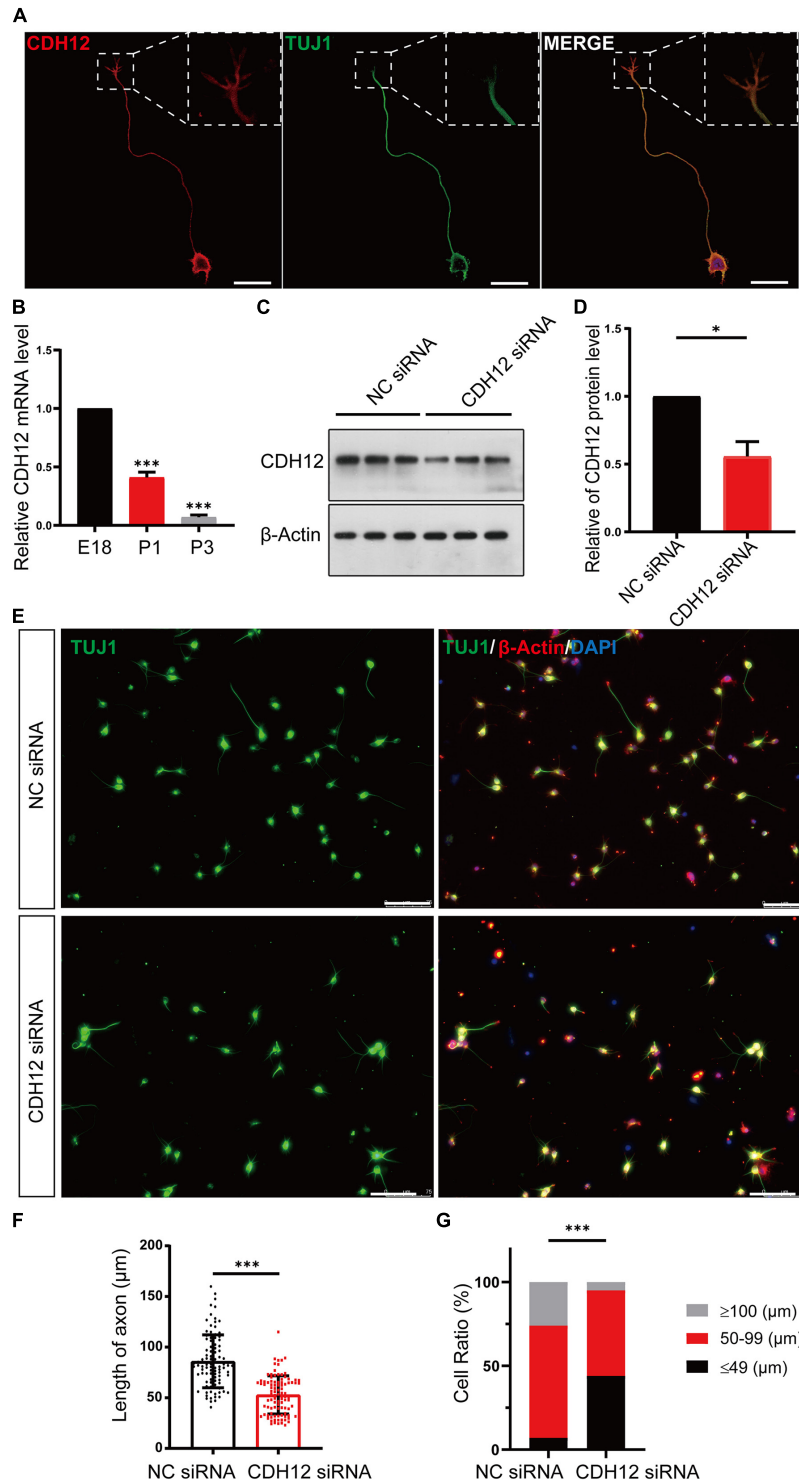 A
CDH12
TUJ1
MERGE
B
Relative CDH12 mRNA level
1.5
1.0
0.5
0.0
***
***
E18
P1
P3
C
NC siRNA
CDH12 siRNA
CDH12
β-Actin
D
Relative of CDH12 protein level
1.5
1.0
0.5
0.0
*
NC siRNA
CDH12 siRNA
E
NC siRNA
TUJ1
TUJ1/β-Actin/DAPI
CDH12 siRNA
F
Length of axon (µm)
200
150
100
50
0
***
NC siRNA
CDH12 siRNA
G
Cell Ratio (%)
100
50
0
***
NC siRNA
CDH12 siRNA
≥100 (µm)
50-99 (µm)
≤49 (µm)